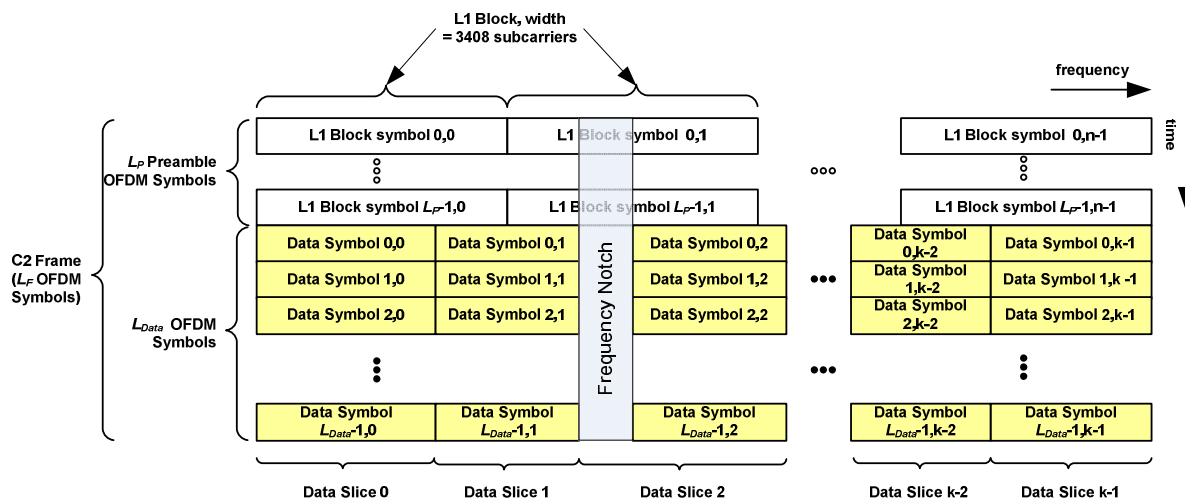 L1 Block, width
= 3408 subcarriers
frequency
time
L1 Block symbol 0,0
L1 Block symbol 0,1
L1 Block symbol 0,n-1
LP Preamble
OFDM Symbols
L1 Block symbol LP-1,0
L1 Block symbol LP-1,1
L1 Block symbol LP-1,n-1
C2 Frame
(LF OFDM
Symbols)
Data Symbol 0,0
Data Symbol 0,1
Data Symbol 0,2
Data Symbol
0,k-2
Data Symbol 0,k-1
Data Symbol 1,0
Data Symbol 1,1
Data Symbol 1,2
Data Symbol
1,k-2
Data Symbol 1,k -1
Data Symbol 2,0
Data Symbol 2,1
Data Symbol 2,2
Data Symbol
2,k-2
Data Symbol 2,k-1
LData OFDM
Symbols
Frequency Notch
Data Symbol
LData-1,0
Data Symbol
LData-1,1
Data Symbol
LData-1,2
Data Symbol
LData-1,k-2
Data Symbol
LData-1,k-1
Data Slice 0
Data Slice 1
Data Slice 2
Data Slice k-2
Data Slice k-1